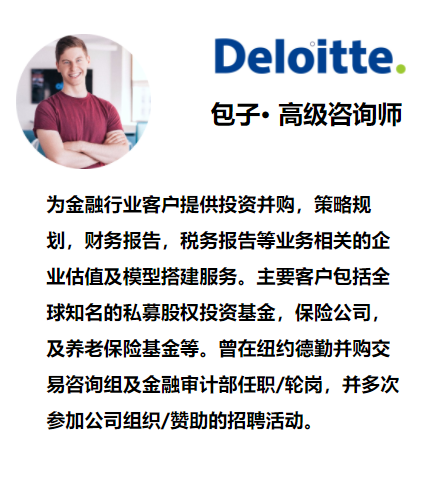 Deloitte.
包子• 高级咨询师
为金融行业客户提供投资并购，策略规
划，财务报告，税务报告等业务相关的企
业估值及模型搭建服务。主要客户包括全
球知名的私募股权投资基金，保险公司，
及养老保险基金等。曾在纽约德勤并购交
易咨询组及金融审计部任职/轮岗，并多次
参加公司组织/赞助的招聘活动。